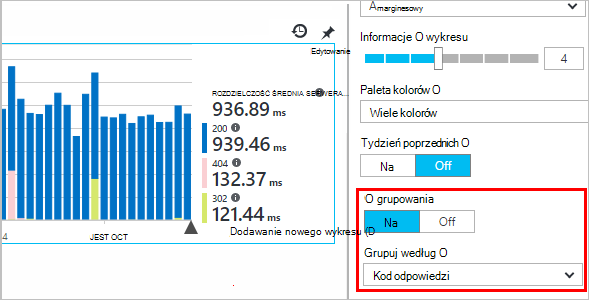 Amarginesowy
Edytowanie
Informacje O wykresu
4
ROZDZIELCZOŚĆ ŚREDNIA SERWERA...
936.89 ms
200
939.46 ms
404
132.37 ms
302
121.44 ms
4
JEST OCT
Dodawanie nowego wykresu (D
Paleta kolorów O
Wiele kolorów
Tydzień poprzednich O
Na Off
O grupowania
Na Off
Grupuj według O
Kod odpowiedzi